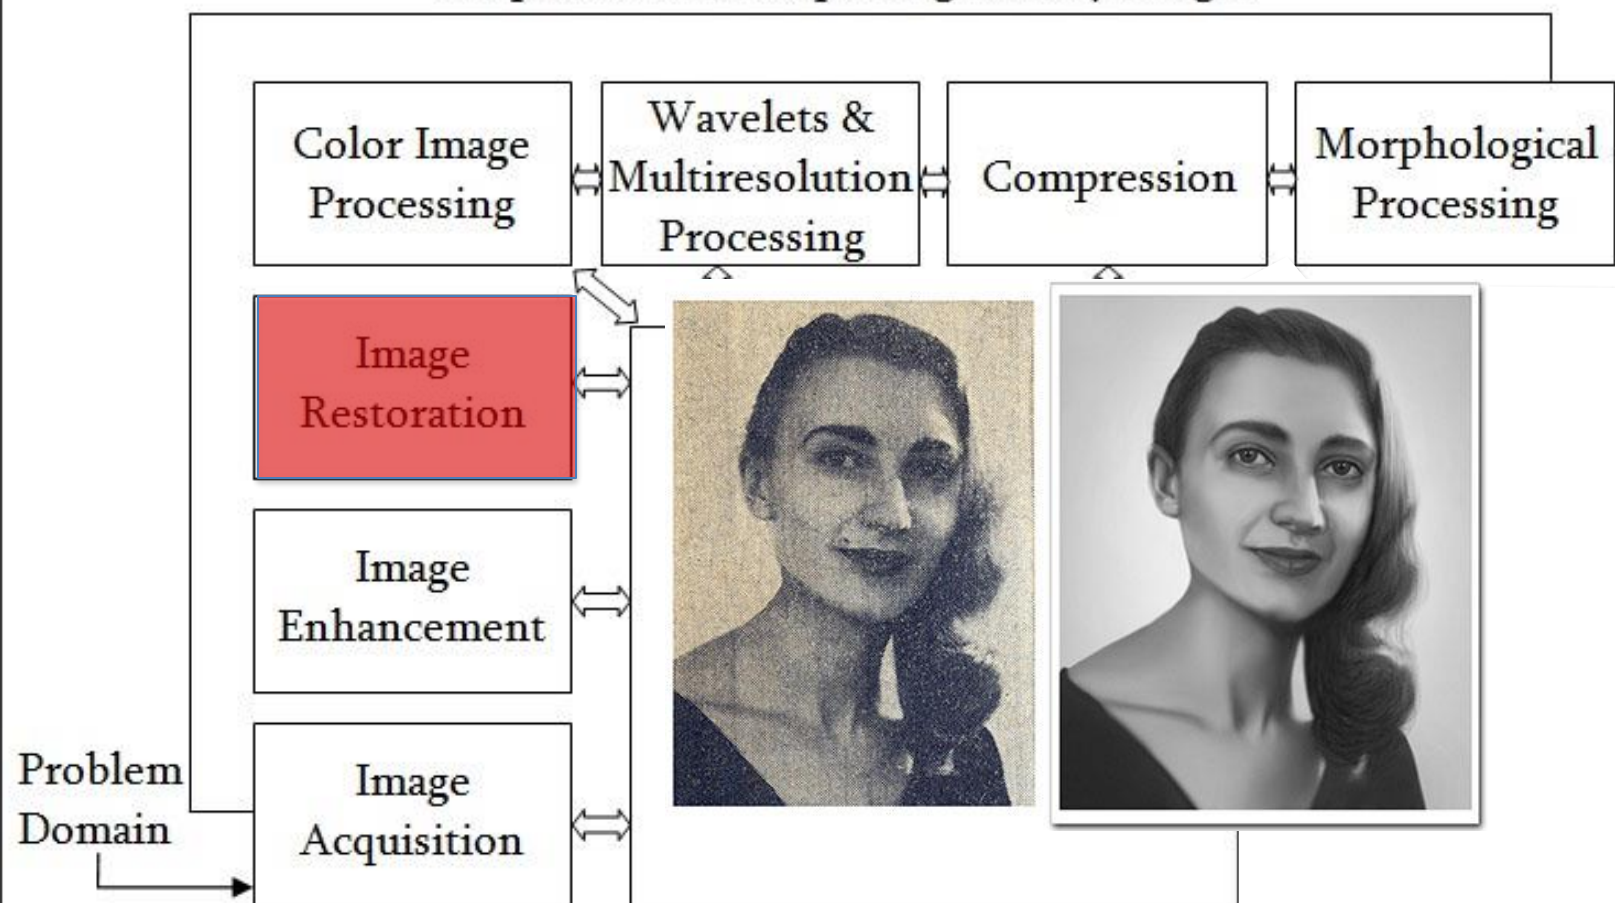 Color Image
Processing
Wavelets &
Multiresolution
Processing
Compression
Morphological
Processing
Image
Restoration
Image
Enhancement
Problem
Domain
Image
Acquisition